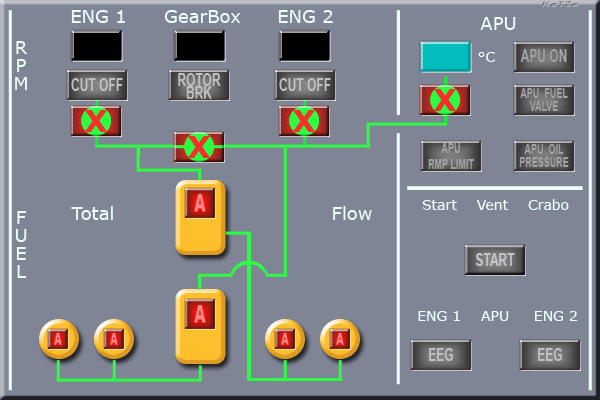 KaTze
ENG 1 GearBox ENG 2 APU
RPM
°C
APU ON
CUT OFF
ROTOR
BRK
CUT OFF
APU FUEL
VALVE
X
X
X
X
APU
RMP LIMIT
APU OIL
PRESSURE
FUEL
Total
A
Flow
Start Vent Crabo
START
A
ENG 1 APU ENG 2
A
A
A
A
EEG
EEG